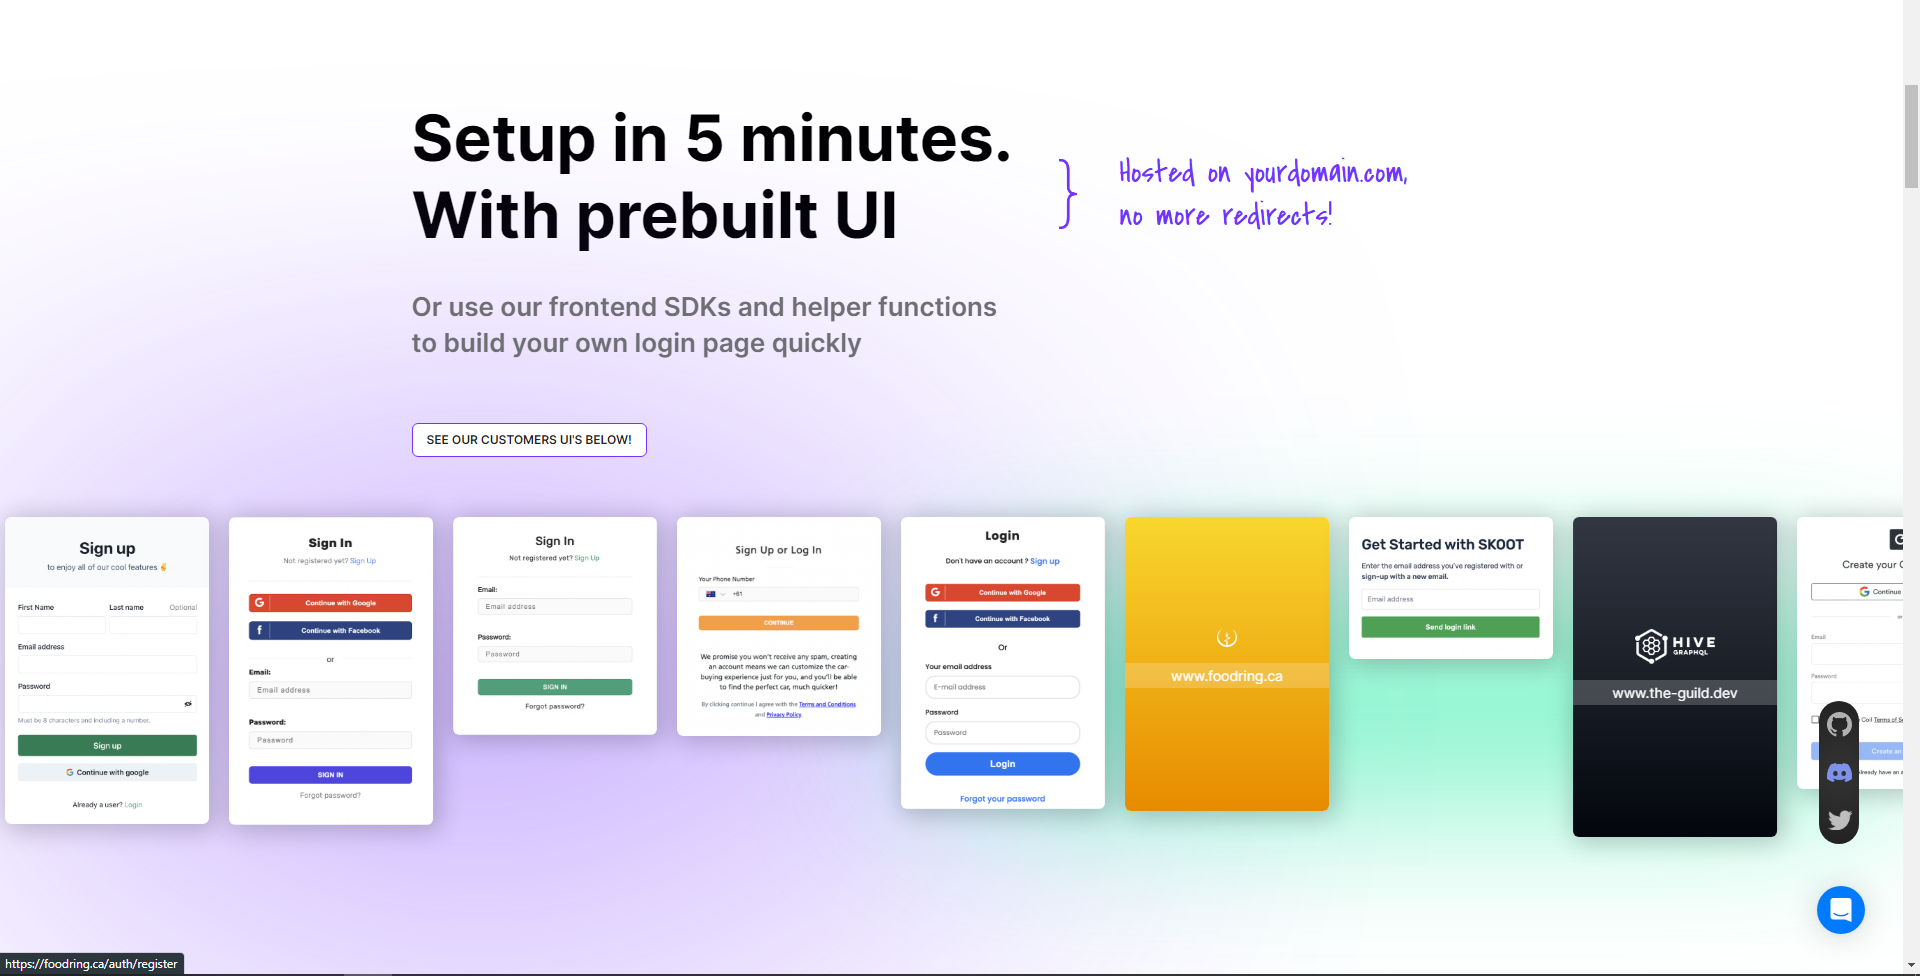 Setup in 5 minutes.
With prebuilt UI
Hosted on yourdomain.com,
no more redirects!
Or use our frontend SDKs and helper functions
to build your own login page quickly
SEE OUR CUSTOMERS UI'S BELOW!
Sign up
to enjoy all of our cool features ✌️
First Name
Last name
Optional
Email address
Password
Must be 8 characters and including a number.
Sign up
Continue with google
Already a user? Login
Sign In
Not registered yet? Sign Up
Continue with Google
Continue with Facebook
or
Email:
Email address
Password:
Password
SIGN IN
Forgot password?
Sign In
Not registered yet? Sign Up
Email:
Email address
Password:
Password
SIGN IN
Forgot password?
Sign Up or Log In
Your Phone Number
+61
CONTINUE
We promise you won't receive any spam, creating
an account means we can customize the car-
buying experience just for you, and you'll be able
to find the perfect car, much quicker!
By clicking continue I agree with the Terms and Conditions
and Privacy Policy.
Login
Don't have an account ? Sign up
Continue with Google
Continue with Facebook
Or
Your email address
E-mail address
Password
Password
Login
Forgot your password
www.foodring.ca
Get Started with SKOOT
Enter the email address you've registered with or
sign-up with a new email.
Email address
Send login link
HIVE
GRAPHQL
www.the-guild.dev
Create your
Continue
or
Email
Password
Coil Terms of Se
Create an
already have an a
https://foodring.ca/auth/register